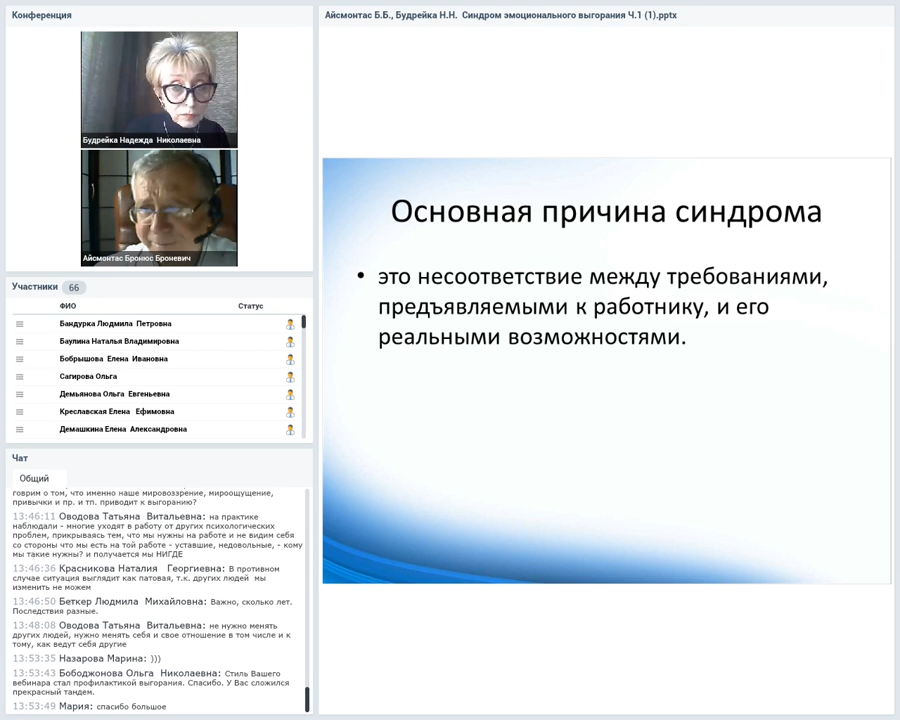 Конференция
Айсмонтас Б.Б., Будрейка Н.Н. Синдром эмоционального выгорания Ч.1 (1).pptx
Будрейка Надежда Николаевна
Айсмонтас Бронюс Броневич
Участники 66
ФИО Статус
Бандурка Людмила Петровна
Баулина Наталья Владимировна
Бобрышова Елена Ивановна
Сагирова Ольга
Демьянова Ольга Евгеньевна
Креславская Елена Ефимовна
Демашкина Елена Александровна
Чат
Общий
говрим о том, что именно наше мировоззрение, мироощущение,
привычки и пр. и тп. приводит к выгоранию?
13:46:11 Оводова Татьяна Витальевна: на практике
наблюдали - многие уходят в работу от других психологических
проблем, прикрываясь тем, что мы нужны на работе и не видим себя
со стороны что мы есть на той работе - уставшие, недовольные, - кому
мы такие нужны? и получается мы НИГДЕ
13:46:36 Красникова Наталия Георгиевна: В противном
случае ситуация выглядит как патовая, т.к. других людей мы
изменить не можем
13:46:50 Беткер Людмила Михайловна: Важно, сколько лет.
Последствия разные.
13:48:08 Оводова Татьяна Витальевна: не нужно менять
других людей, нужно менять себя и свое отношение в том числе и к
тому, как ведут себя другие
13:53:35 Назарова Марина: )))
13:53:43 Бободжонова Ольга Николаевна: Стиль Вашего
вебинара стал профилактикой выгорания. Спасибо. У Вас сложился
прекрасный тандем.
13:53:49 Мария: спасибо большое
Основная причина синдрома
• это несоответствие между требованиями,
предъявляемыми к работнику, и его
реальными возможностями.